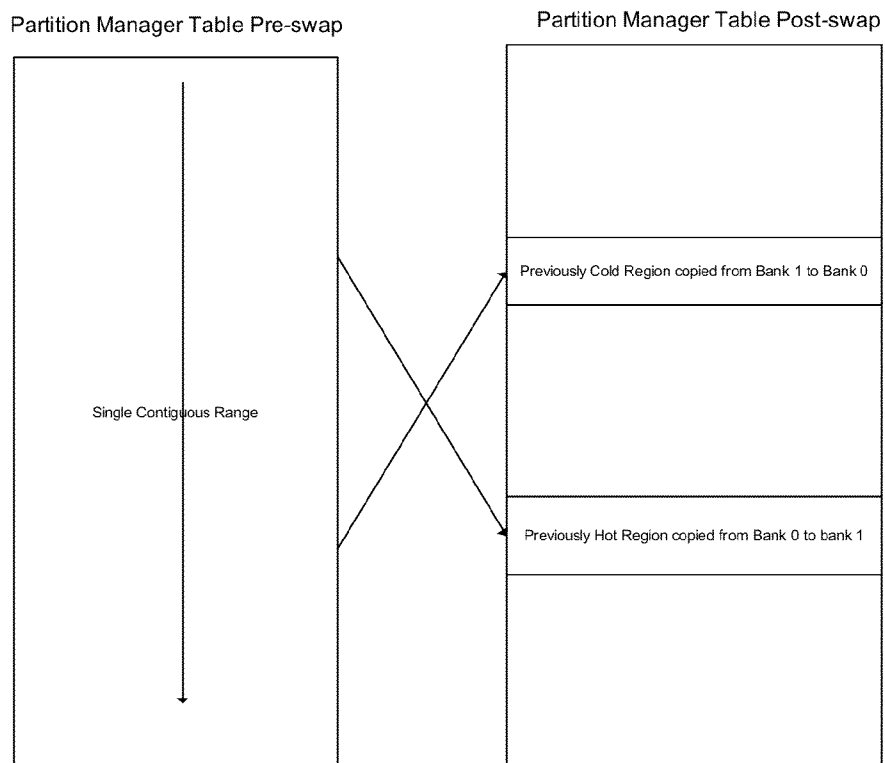 Partition Manager Table Pre-swap
Partition Manager Table Post-swap
Previously Cold Region copied from Bank 1 to Bank 0
Single Contiguous Range
Previously Hot Region copied from Bank 0 to bank 1